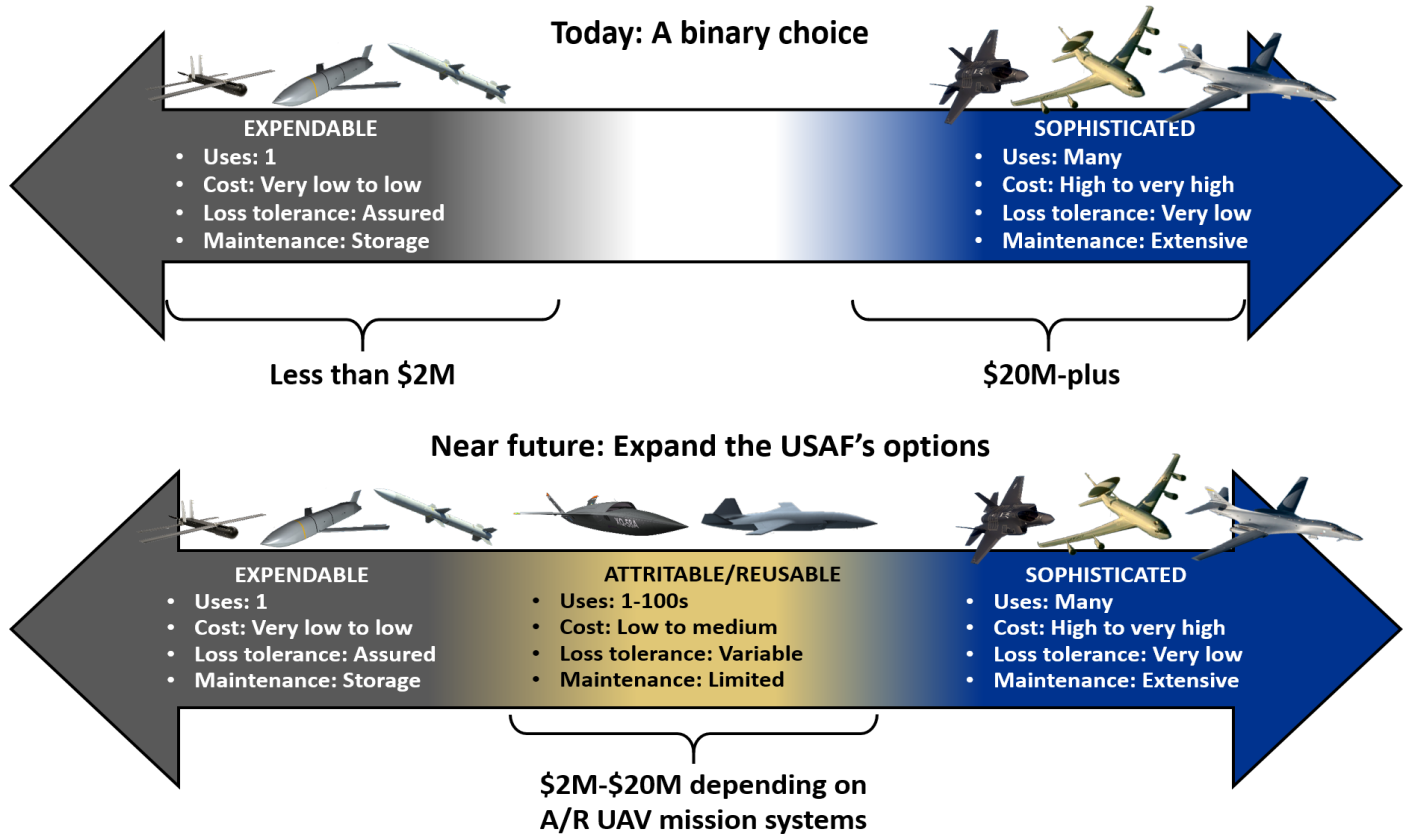 Today: A binary choice
EXPENDABLE
• Uses: 1
• Cost: Very low to low
• Loss tolerance: Assured
• Maintenance: Storage
SOPHISTICATED
• Uses: Many
• Cost: High to very high
• Loss tolerance: Very low
• Maintenance: Extensive
Less than $2M
$20M-plus
Near future: Expand the USAF’s options
XQ-58A
EXPENDABLE
• Uses: 1
• Cost: Very low to low
• Loss tolerance: Assured
• Maintenance: Storage
ATTRITABLE/REUSABLE
• Uses: 1-100s
• Cost: Low to medium
• Loss tolerance: Variable
• Maintenance: Limited
SOPHISTICATED
• Uses: Many
• Cost: High to very high
• Loss tolerance: Very low
• Maintenance: Extensive
$2M-$20M depending on
A/R UAV mission systems